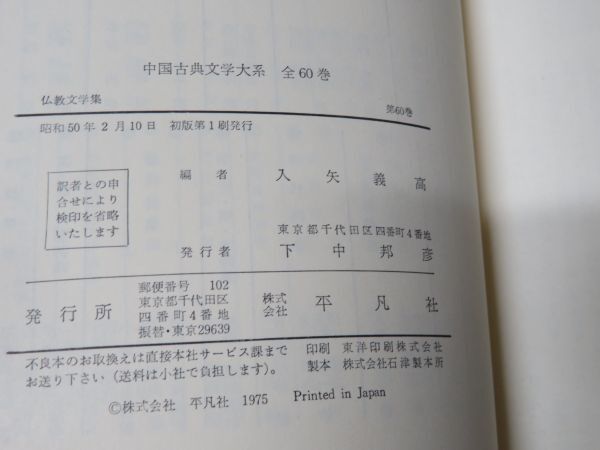 中国古典文学大系 全60巻
仏教文学集 第60巻
昭和50年2月10日 初版第1刷発行
訳者との申
合せにより
検印を省略
いたします
編者 入矢義高
東京都千代田区四番町4番地
発行者 下中邦彦
発行所
郵便番号 102
東京都千代田区
四番町4番地
振替・東京29639
株式
会社
平凡社
不良本のお取換えは直接本社サービス課まで
お送り下さい(送料は小社で負担します)。
印刷 東洋印刷株式会社
製本 株式会社石津製本所
©株式会社 平凡社 1975 Printed in Japan